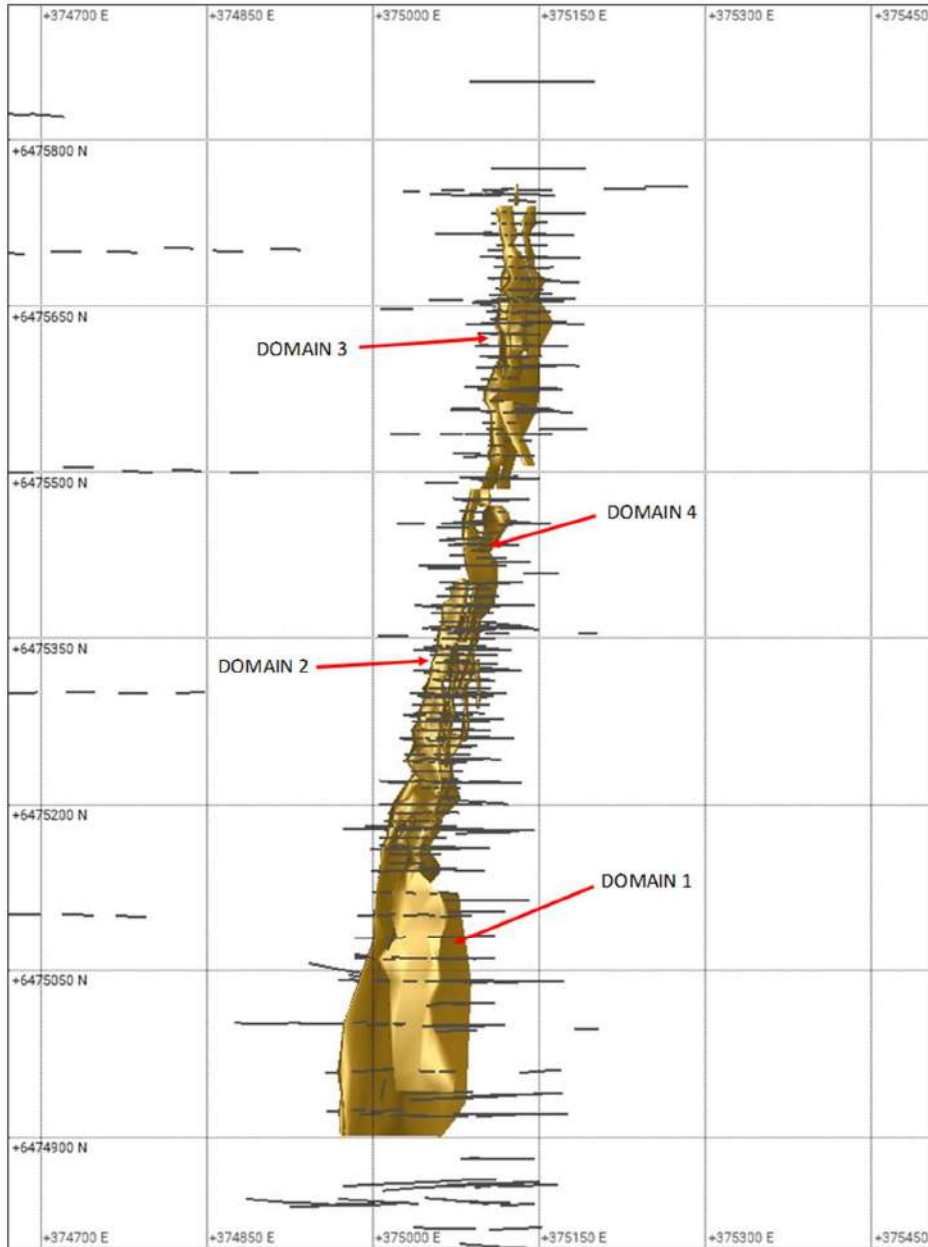 +374700 E
+374850 E
+375000 E
+375150 E
+375300 E
+375450
+6475800 N
+6475650 N
DOMAIN 3
+6475500 N
DOMAIN 4
+6475350 N
DOMAIN 2
+6475200 N
DOMAIN 1
+6475050 N
+6474900 N
+374700 E
+374850 E
+375000 E
+375150 E
+375300 E
+375450